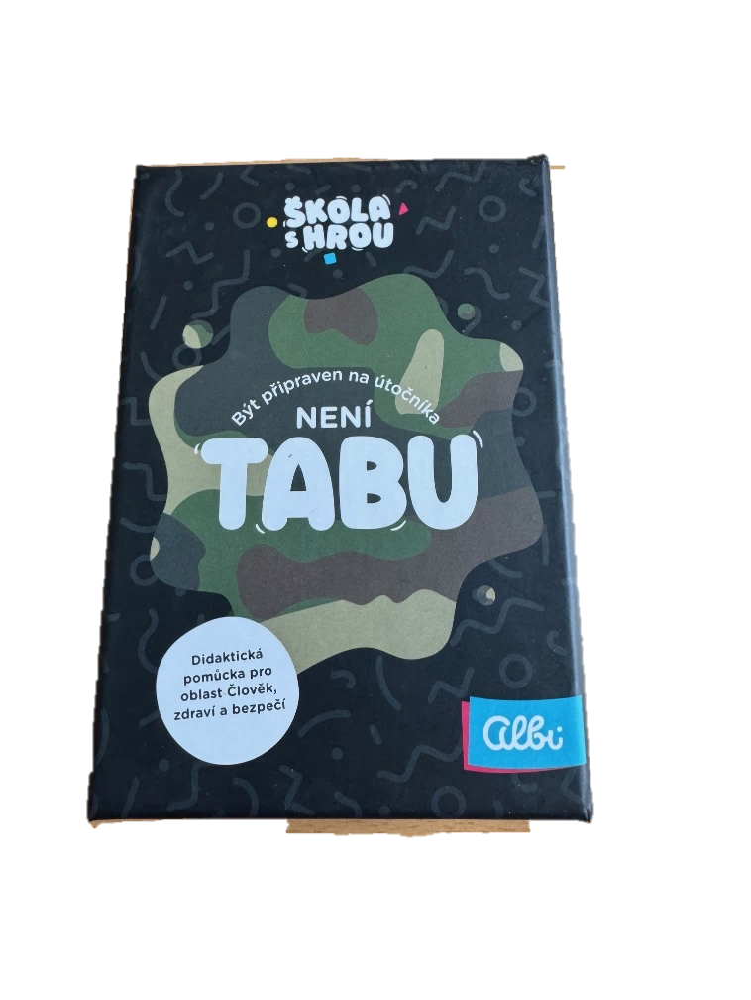 ŠKOLA
S HROU
Být připraven na útočníka
NENÍ
TABU
Didaktická
pomůcka pro
oblast Člověk,
zdraví a bezpečí
albi